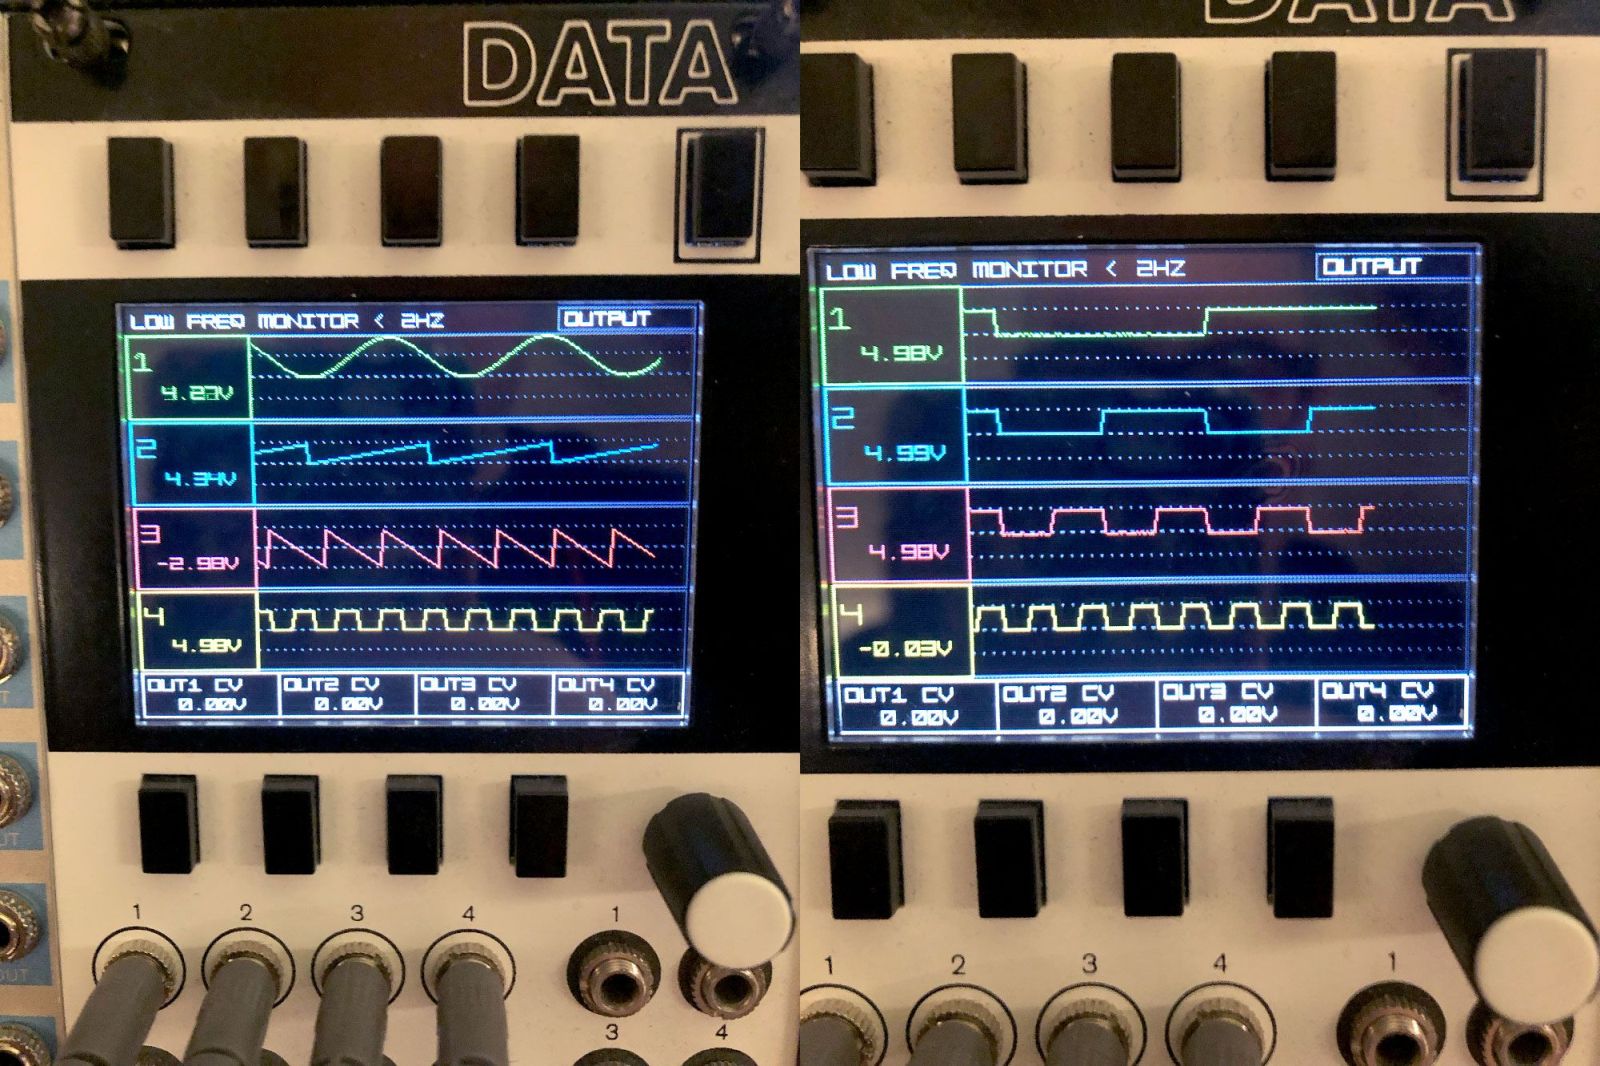 DATA
LOW FREQ MONITOR < 2HZ OUTPUT
1
4.27V
2
4.34V
3
-2.98V
4
4.98V
OUT1 CV OUT2 CV OUT3 CV OUT4 CV
0.00V 0.00V 0.00V 0.00V
1 2 3 4 1
3 4
OUT
DATA
LOW FREQ MONITOR < 2HZ OUTPUT
1
4.98V
2
4.99V
3
4.98V
4
-0.03V
OUT1 CV OUT2 CV OUT3 CV OUT4 CV
0.00V 0.00V 0.00V 0.00V
1 2 3 4 1